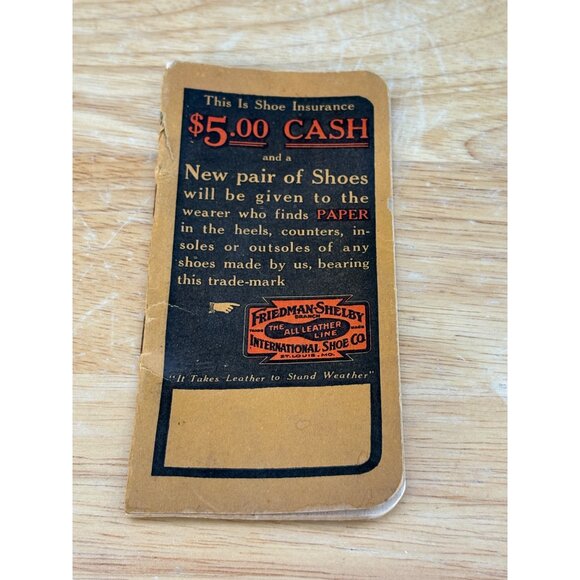 This Is Shoe Insurance
$5.00 CASH
and a
New pair of Shoes
will be given to the
wearer who finds PAPER
in the heels, counters, in-
soles or outsoles of any
shoes made by us, bearing
this trade-mark
FRIEDMAN-SHELBY
BRANCH
TRADE THE ALL LEATHER MARK
LINE
INTERNATIONAL SHOE CO.
ST. LOUIS, MO.
"It Takes Leather to Stand Weather"